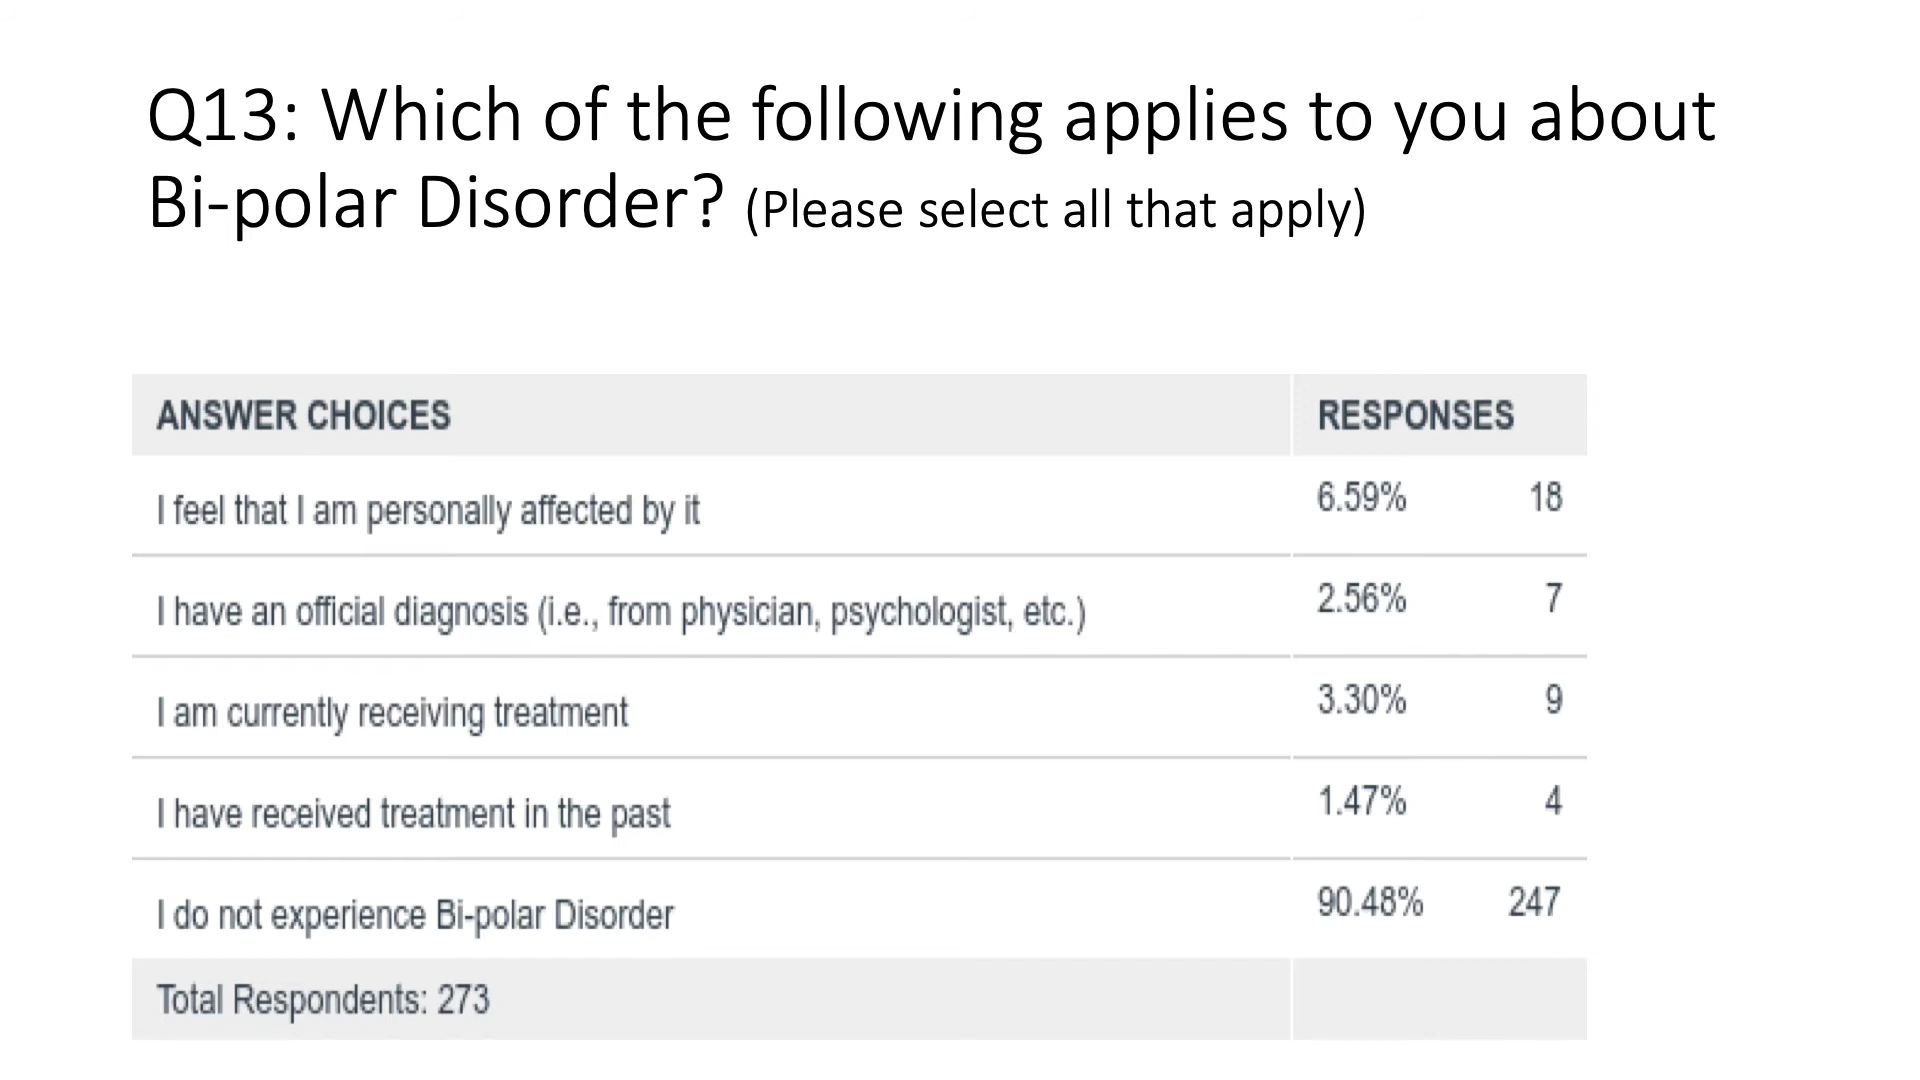 Q13: Which of the following applies to you about
Bi-polar Disorder? (Please select all that apply)
ANSWER CHOICES RESPONSES
I feel that I am personally affected by it 6.59% 18
I have an official diagnosis (i.e., from physician, psychologist, etc.) 2.56% 7
I am currently receiving treatment 3.30% 9
I have received treatment in the past 1.47% 4
I do not experience Bi-polar Disorder 90.48% 247
Total Respondents: 273